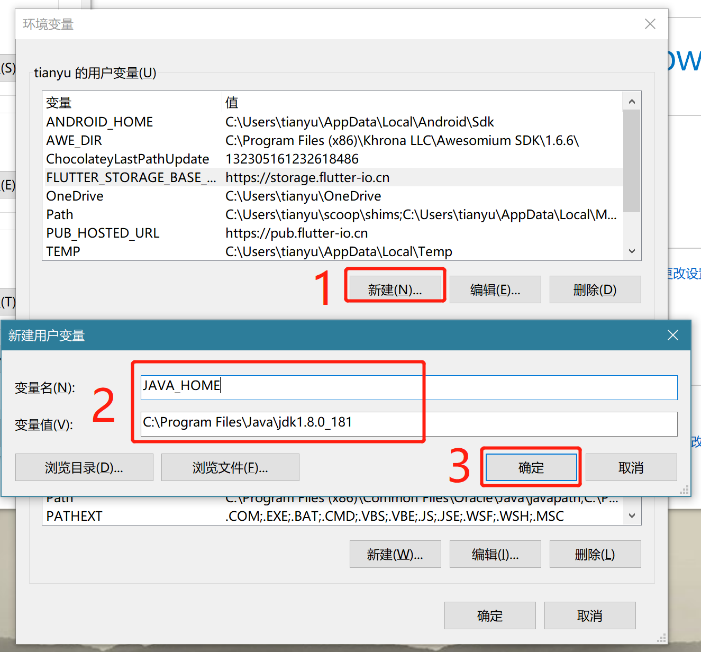 环境变量
(S)
ow
tianyu 的用户变量(U)
变量 值
ANDROID_HOME C:\Users\tianyu\AppData\Local\Android\Sdk
AWE_DIR C:\Program Files (x86)\Khrona LLC\Awesomium SDK\1.6.6\
ChocolateyLastPathUpdate 132305161232618486
(E)
FLUTTER_STORAGE_BASE_... https://storage.flutter-io.cn
OneDrive C:\Users\tianyu\OneDrive
Path C:\Users\tianyu\scoop\shims;C:\Users\tianyu\AppData\Local\M...
PUB_HOSTED_URL https://pub.flutter-io.cn
TEMP C:\Users\tianyu\AppData\Local\Temp
更改设置
1 新建(N)... 编辑(E)... 删除(D)
(T)
新建用户变量
变量名(N): JAVA_HOME
2
变量值(V): C:\Program Files\Java\jdk1.8.0_181
浏览目录(D)... 浏览文件(F)... 3 确定 取消
Path C:\Program Files (x86)\Common Files\Oracle\Java\javapath;C:\P...
PATHEXT .COM;.EXE;.BAT;.CMD;.VBS;.VBE;.JS;.JSE;.WSF;.WSH;.MSC
新建(W)... 编辑(I)... 删除(L)
确定 取消